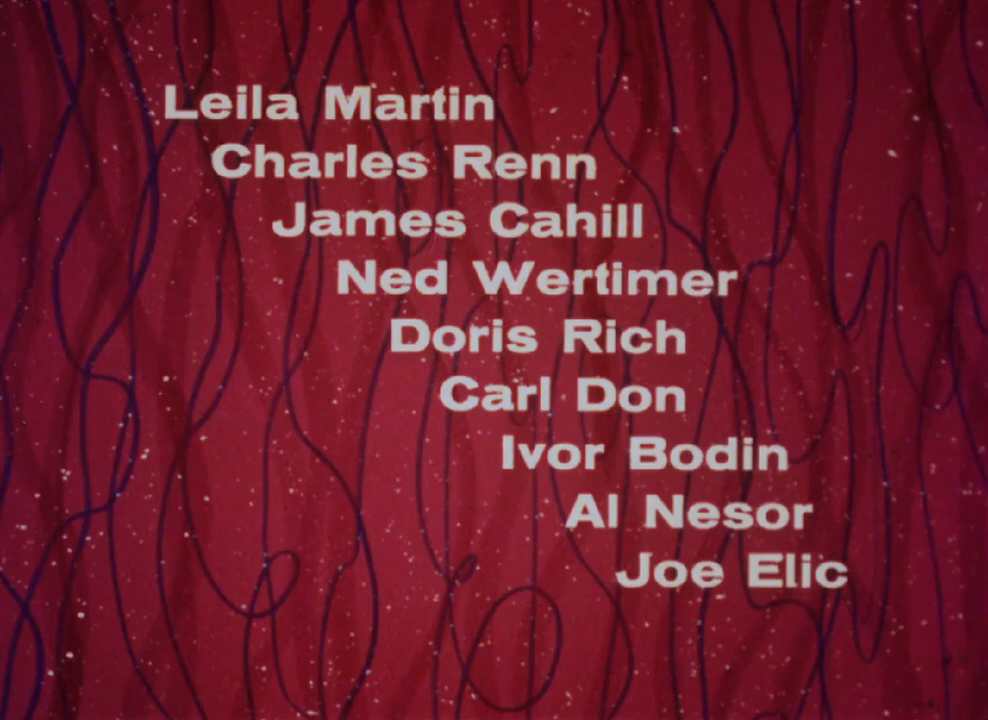 Leila Martin
Charles Renn
James Cahill
Ned Wertimer
Doris Rich
Carl Don
Ivor Bodin
Al Nesor
Joe Elic